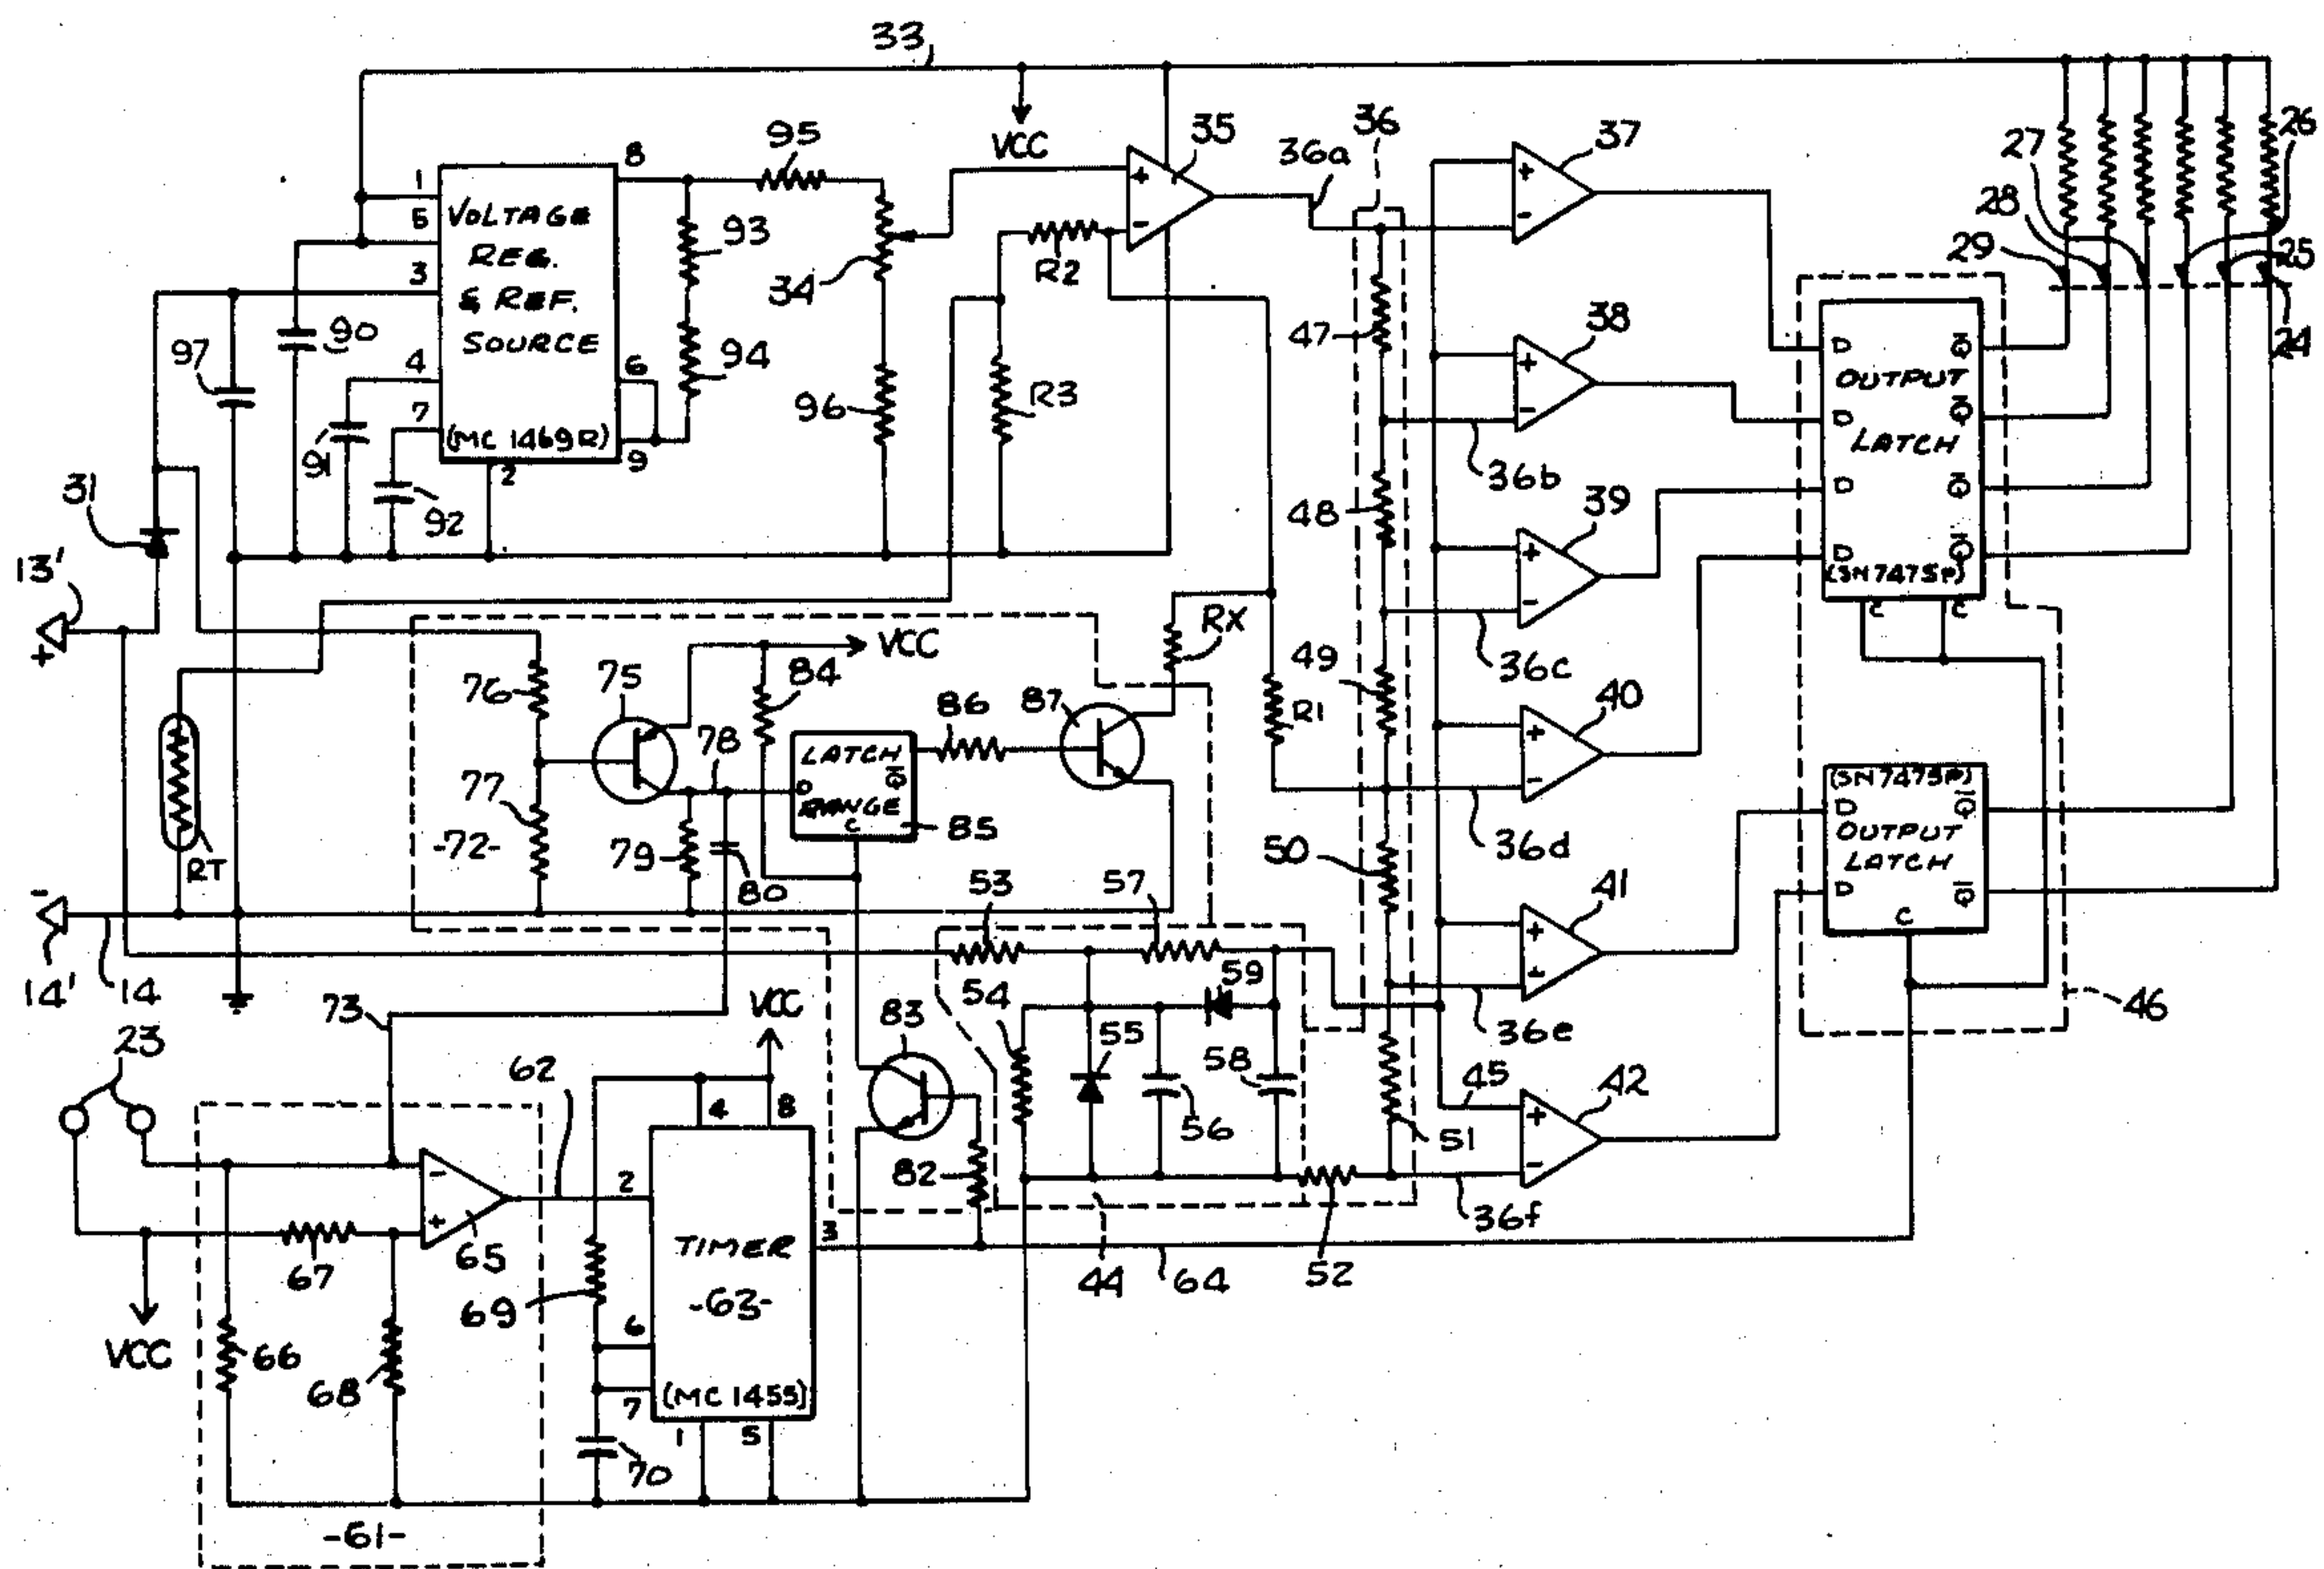 33
VCC
95
8
1
5
3
4
7
VOLTAGE
REG.
& REF.
SOURCE
(MC 1469R)
6
9
2
93
94
34
96
97
90
91
92
R2
R3
35
36a
36
37
38
39
40
41
42
47
48
49
50
51
36b
36c
36d
36e
36f
+
-
+
-
+
-
+
-
+
-
+
-
+
-
27
28
29
26
25
24
D
D
D
D
Q̅
Q̅
Q̅
Q̅
OUTPUT
LATCH
(SN7475P)
C
C
31
13'
+
RT
-
14'
14
76
77
-72-
75
78
79
80
84
VCC
LATCH
RANGE
D
Q̅
C
85
86
87
RX
R1
(SN7475P)
D
D
OUTPUT
LATCH
Q̅
Q̅
C
46
53
57
54
55
56
58
59
45
44
52
64
73
23
62
VCC
4
8
2
3
6
7
1
5
TIMER
-63-
(MC 1455)
83
82
-
+
65
66
67
68
69
70
VCC
-61-